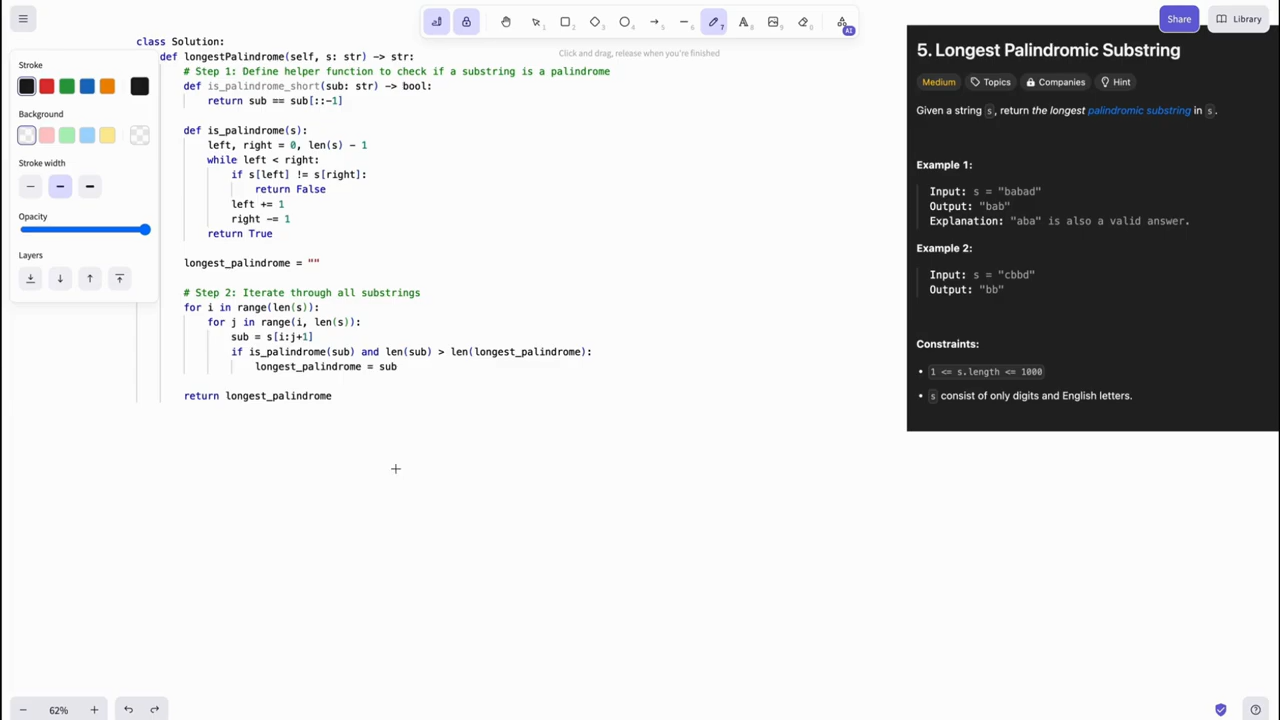 Share
Library
Click and drag, release when you're finished
Stroke
Background
Stroke width
Opacity
Layers
class Solution:
def longestPalindrome(self, s: str) -> str:
# Step 1: Define helper function to check if a substring is a palindrome
def is_palindrome_short(sub: str) -> bool:
return sub == sub[::-1]
def is_palindrome(s):
left, right = 0, len(s) - 1
while left < right:
if s[left] != s[right]:
return False
left += 1
right -= 1
return True
longest_palindrome = ""
# Step 2: Iterate through all substrings
for i in range(len(s)):
for j in range(i, len(s)):
sub = s[i:j+1]
if is_palindrome(sub) and len(sub) > len(longest_palindrome):
longest_palindrome = sub
return longest_palindrome
5. Longest Palindromic Substring
Medium Topics Companies Hint
Given a string s, return the longest palindromic substring in s.
Example 1:
Input: s = "babad"
Output: "bab"
Explanation: "aba" is also a valid answer.
Example 2:
Input: s = "cbbd"
Output: "bb"
Constraints:
• 1 <= s.length <= 1000
• s consist of only digits and English letters.
62%